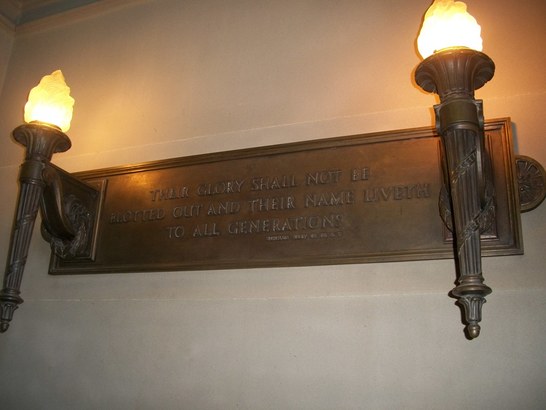 THEIR GLORY SHALL NOT BE
BLOTTED OUT AND THEIR NAME LIVETH
TO ALL GENERATIONS